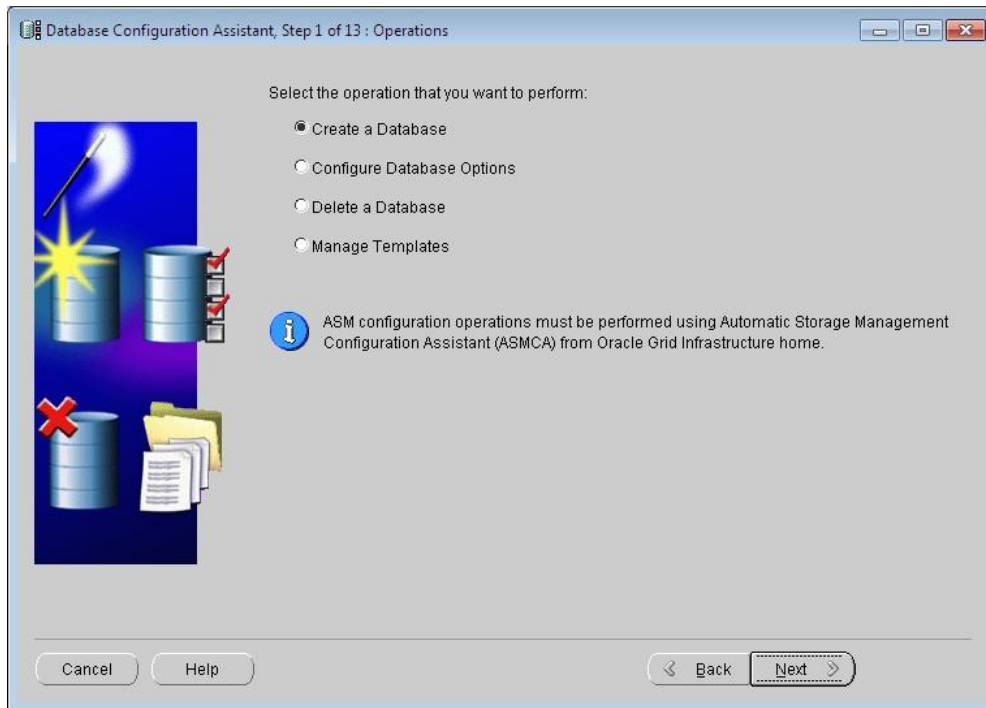 Database Configuration Assistant, Step 1 of 13 : Operations
Select the operation that you want to perform:
Create a Database
Configure Database Options
Delete a Database
Manage Templates
ASM configuration operations must be performed using Automatic Storage Management
Configuration Assistant (ASMCA) from Oracle Grid Infrastructure home.
Cancel
Help
Back
Next